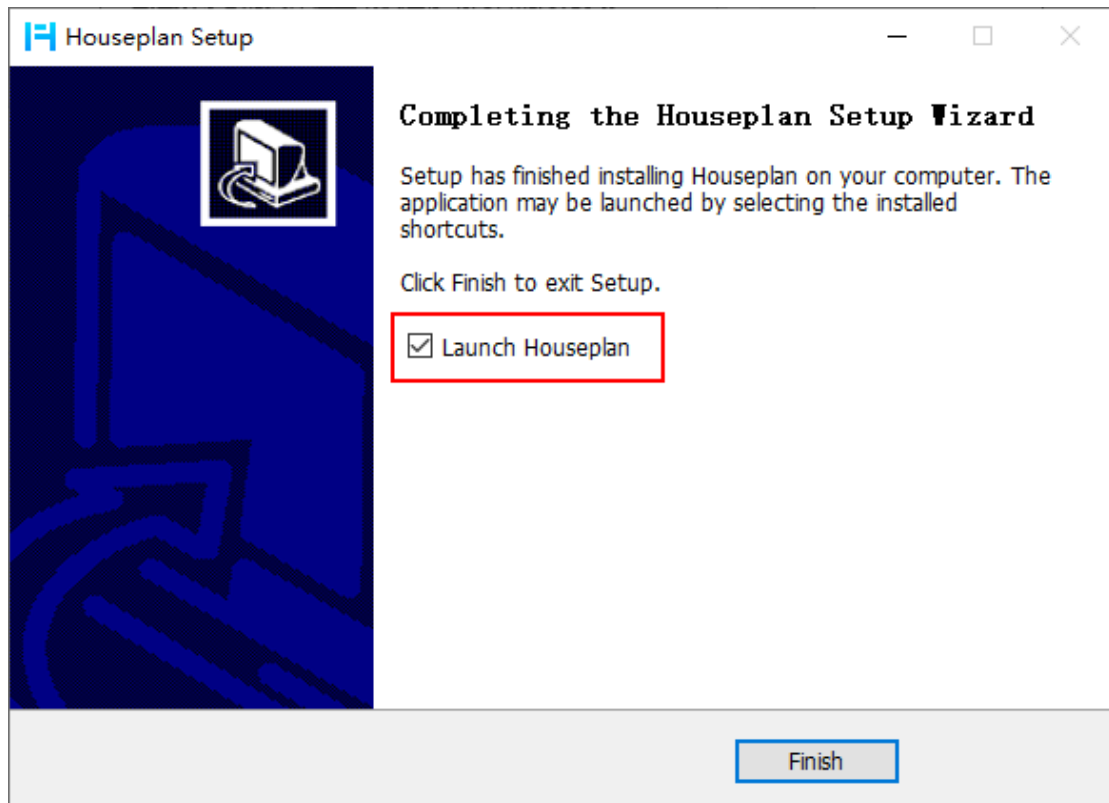 Houseplan Setup
Completing the Houseplan Setup Wizard
Setup has finished installing Houseplan on your computer. The
application may be launched by selecting the installed
shortcuts.
Click Finish to exit Setup.
Launch Houseplan
Finish